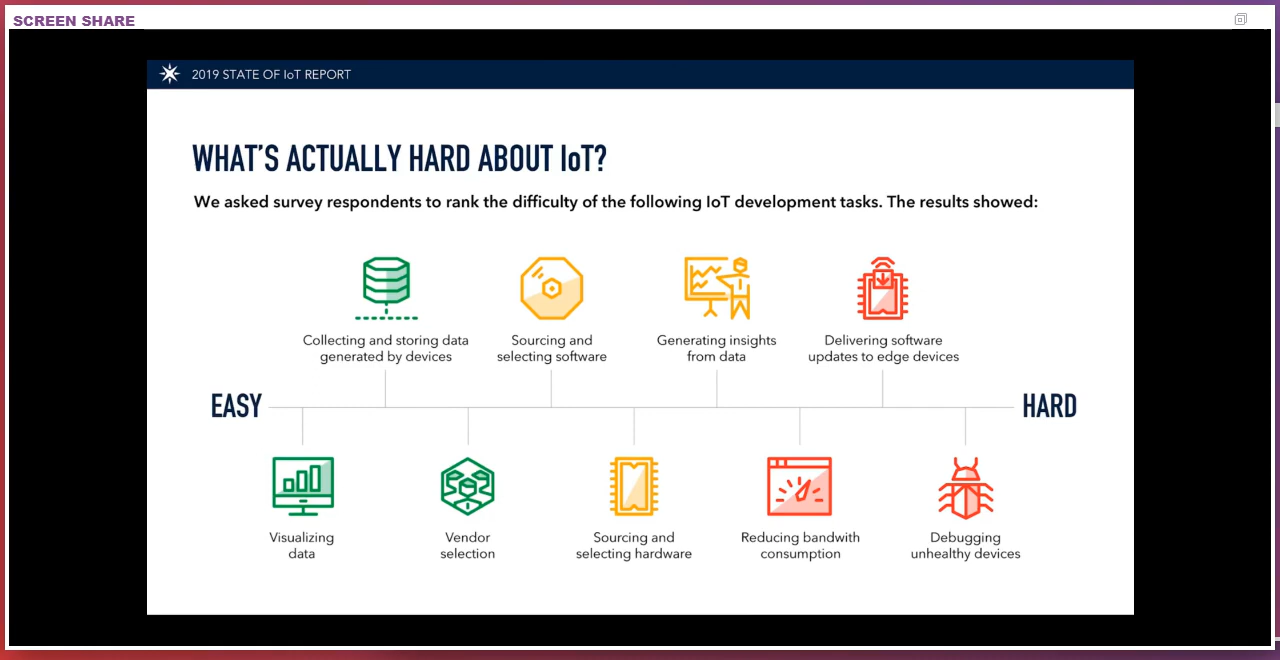 SCREEN SHARE
2019 STATE OF IoT REPORT
WHAT'S ACTUALLY HARD ABOUT IoT?
We asked survey respondents to rank the difficulty of the following IoT development tasks. The results showed:
Collecting and storing data
generated by devices
Sourcing and
selecting software
Generating insights
from data
Delivering software
updates to edge devices
EASY
HARD
Visualizing
data
Vendor
selection
Sourcing and
selecting hardware
Reducing bandwith
consumption
Debugging
unhealthy devices